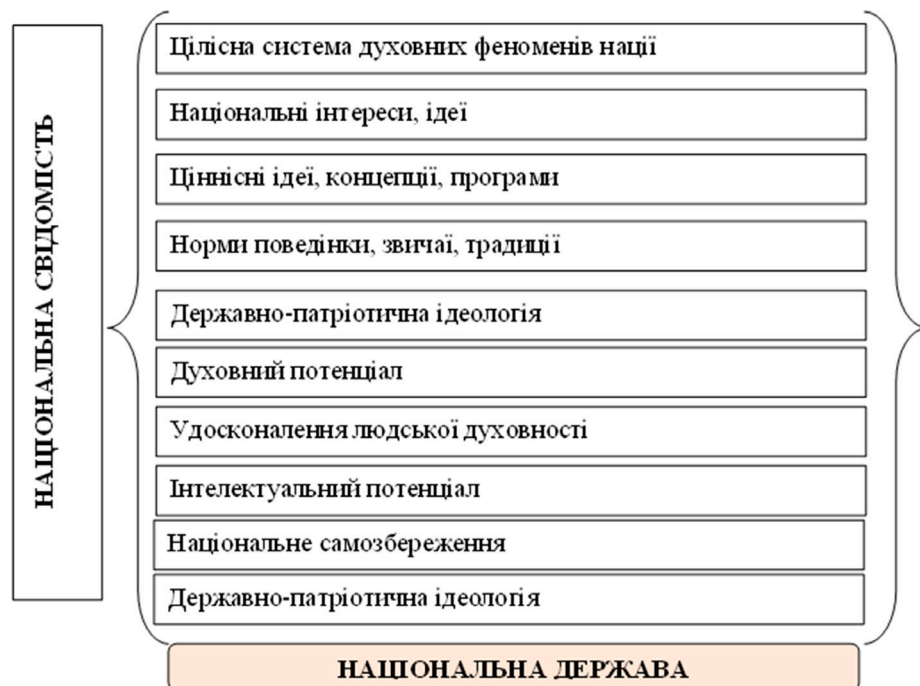 НАЦІОНАЛЬНА СВІДОМІСТЬ
Цілісна система духовних феноменів нації
Національні інтереси, ідеї
Ціннісні ідеї, концепції, програми
Норми поведінки, звичаї, традиції
Державно-патріотична ідеологія
Духовний потенціал
Удосконалення людської духовності
Інтелектуальний потенціал
Національне самозбереження
Державно-патріотична ідеологія
НАЦІОНАЛЬНА ДЕРЖАВА